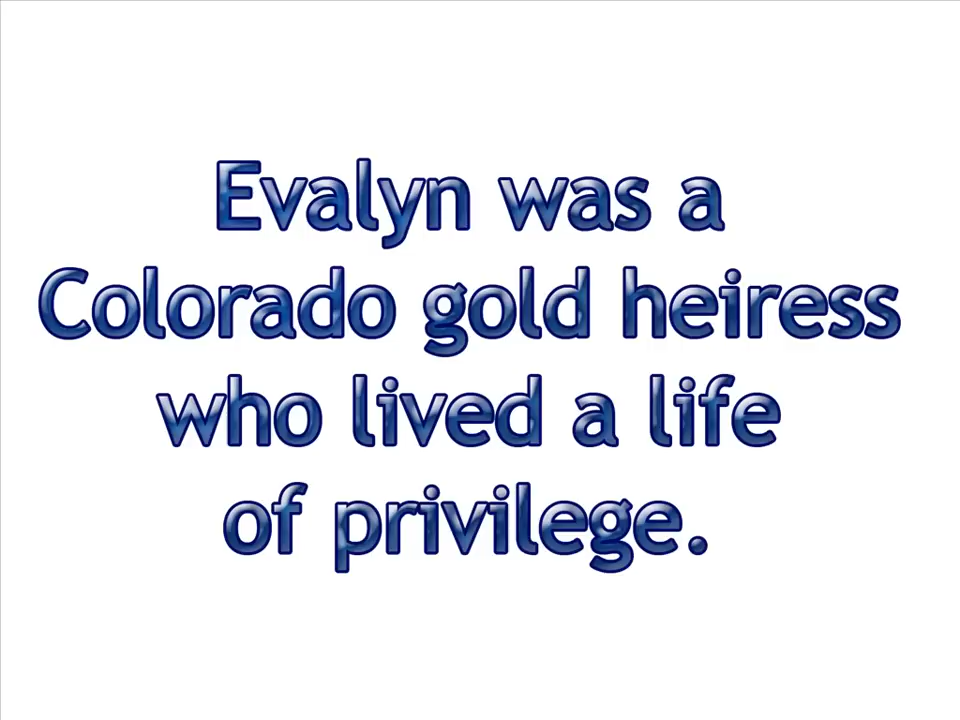 Evalyn was a
Colorado gold heiress
who lived a life
of privilege.